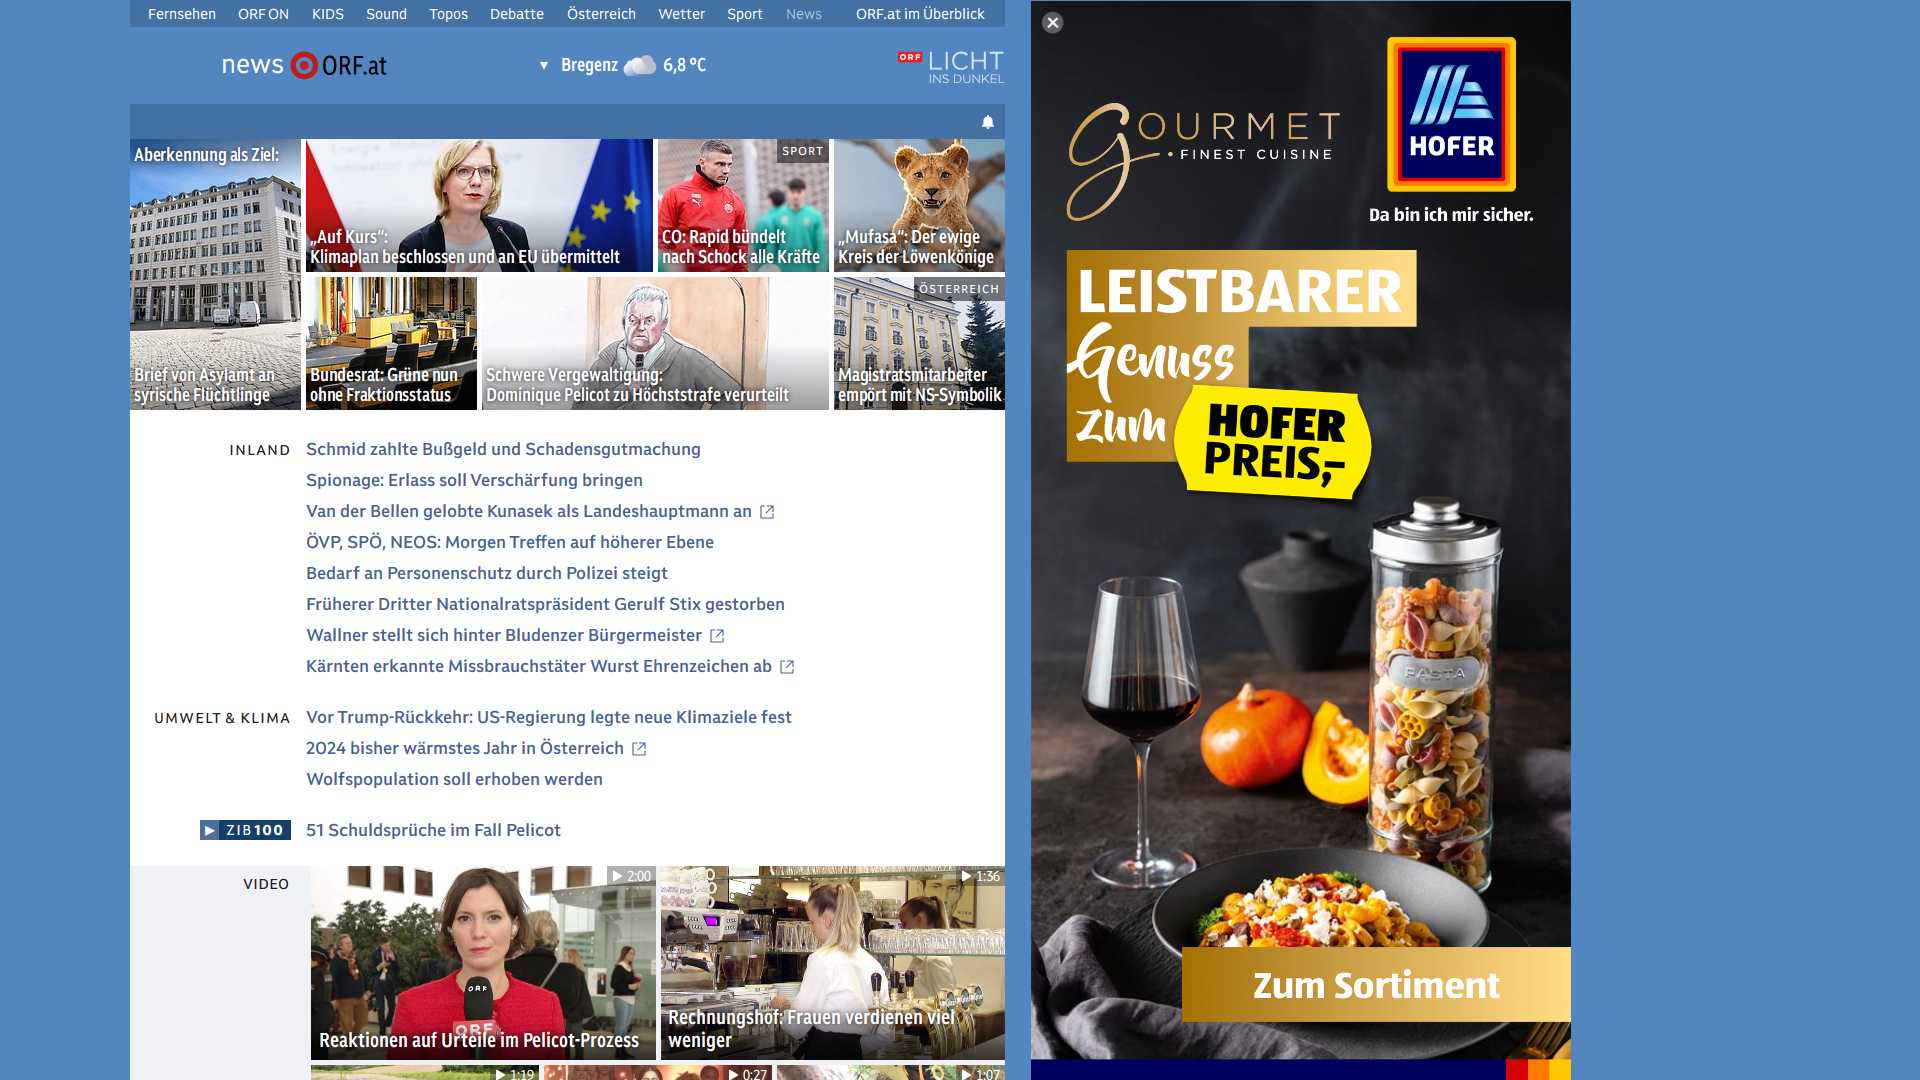 Fernsehen ORF ON KIDS Sound Topos Debatte Österreich Wetter Sport News ORF.at im Überblick
news ORF.at
Bregenz 6,8 °C
ORF LICHT
INS DUNKEL
Aberkennung als Ziel:
Brief von Asylamt an
syrische Flüchtlinge
„Auf Kurs“:
Klimaplan beschlossen und an EU übermittelt
SPORT
CO: Rapid bündelt
nach Schock alle Kräfte
„Mufasa“: Der ewige
Kreis der Löwenkönige
Bundesrat: Grüne nun
ohne Fraktionsstatus
Schwere Vergewaltigung:
Dominique Pelicot zu Höchststrafe verurteilt
ÖSTERREICH
Magistratsmitarbeiter
empört mit NS-Symbolik
INLAND
Schmid zahlte Bußgeld und Schadensgutmachung
Spionage: Erlass soll Verschärfung bringen
Van der Bellen gelobte Kunasek als Landeshauptmann an
ÖVP, SPÖ, NEOS: Morgen Treffen auf höherer Ebene
Bedarf an Personenschutz durch Polizei steigt
Früherer Dritter Nationalratspräsident Gerulf Stix gestorben
Wallner stellt sich hinter Bludenzer Bürgermeister
Kärnten erkannte Missbrauchstäter Wurst Ehrenzeichen ab
UMWELT & KLIMA
Vor Trump-Rückkehr: US-Regierung legte neue Klimaziele fest
2024 bisher wärmstes Jahr in Österreich
Wolfspopulation soll erhoben werden
ZIB100
51 Schuldsprüche im Fall Pelicot
VIDEO
2:00
ORF
ORF
Reaktionen auf Urteile im Pelicot-Prozess
1:36
Rechnungshof: Frauen verdienen viel
weniger
1:19
0:27
1:07
GOURMET
FINEST CUISINE
HOFER
Da bin ich mir sicher.
LEISTBARER
Genuss
zum
HOFER
PREIS,-
PASTA
Zum Sortiment